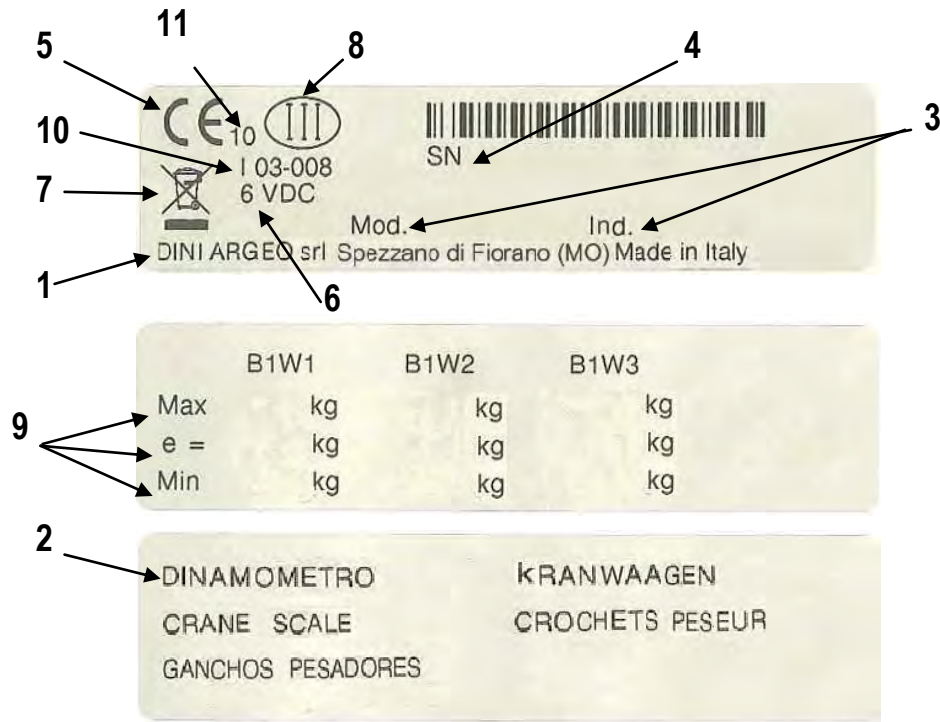 11
5 8 4
CE 10 III
10 3
SN
I 03-008
7 6 VDC
Mod. Ind.
DINI ARGEO srl Spezzano di Fiorano (MO) Made in Italy
1 6
B1W1 B1W2 B1W3
Max kg kg kg
9
e = kg kg kg
Min kg kg kg
2
DINAMOMETRO KRANWAAGEN
CRANE SCALE CROCHETS PESEUR
GANCHOS PESADORES